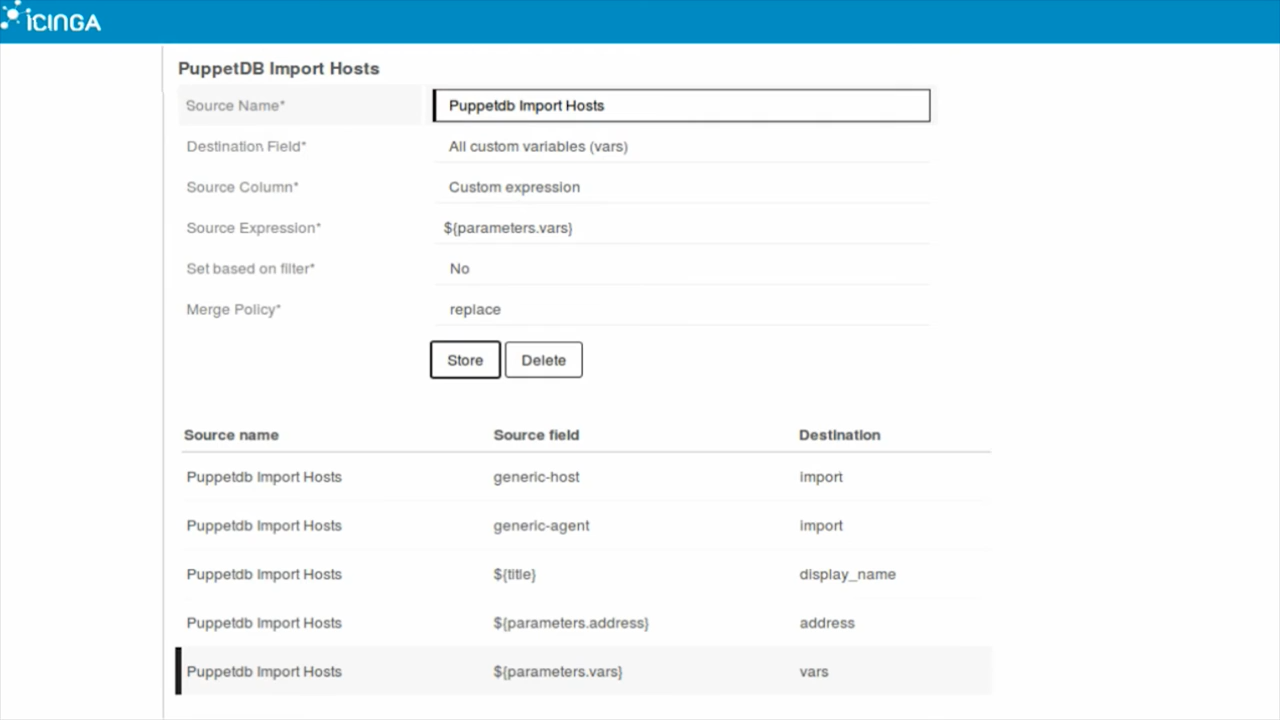 iCINGA
PuppetDB Import Hosts
Source Name* Puppetdb Import Hosts
Destination Field* All custom variables (vars)
Source Column* Custom expression
Source Expression* ${parameters.vars}
Set based on filter* No
Merge Policy* replace
Store Delete
Source name Source field Destination
Puppetdb Import Hosts generic-host import
Puppetdb Import Hosts generic-agent import
Puppetdb Import Hosts ${title} display_name
Puppetdb Import Hosts ${parameters.address} address
Puppetdb Import Hosts ${parameters.vars} vars